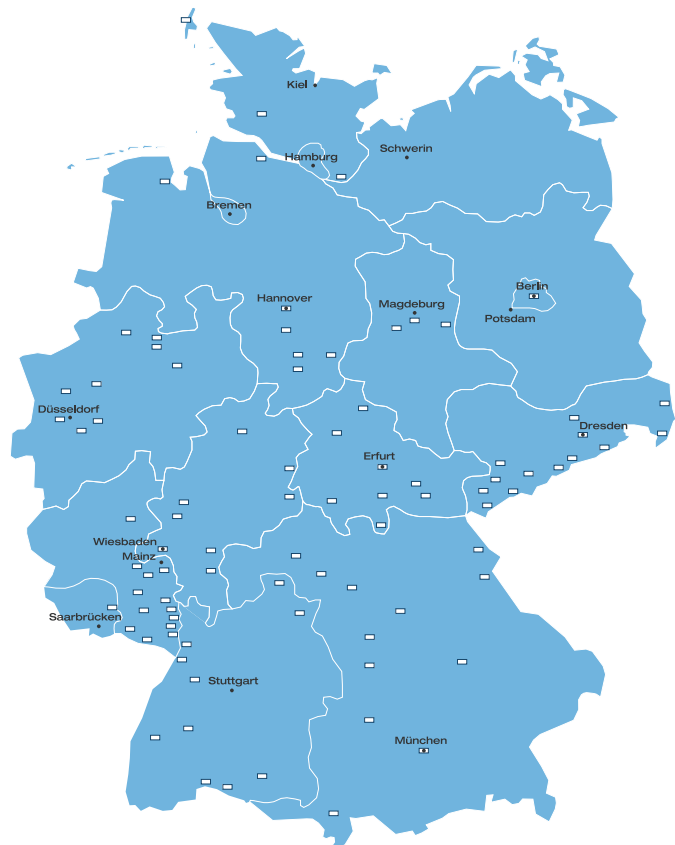 Kiel
Schwerin
Hamburg
Bremen
Berlin
Hannover
Magdeburg
Potsdam
Düsseldorf
Dresden
Erfurt
Wiesbaden
Mainz
Saarbrücken
Stuttgart
München